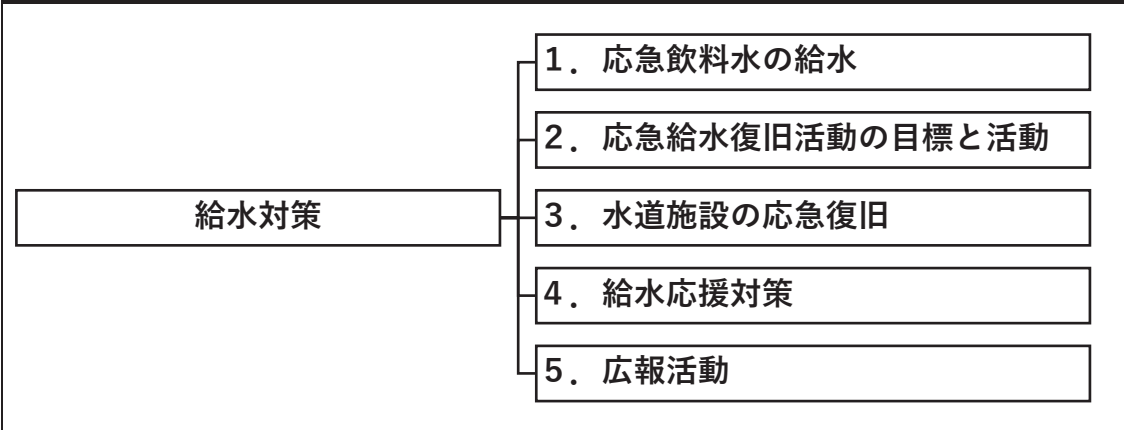 給水対策
１．応急飲料水の給水
２．応急給水復旧活動の目標と活動
３．水道施設の応急復旧
４．給水応援対策
５．広報活動